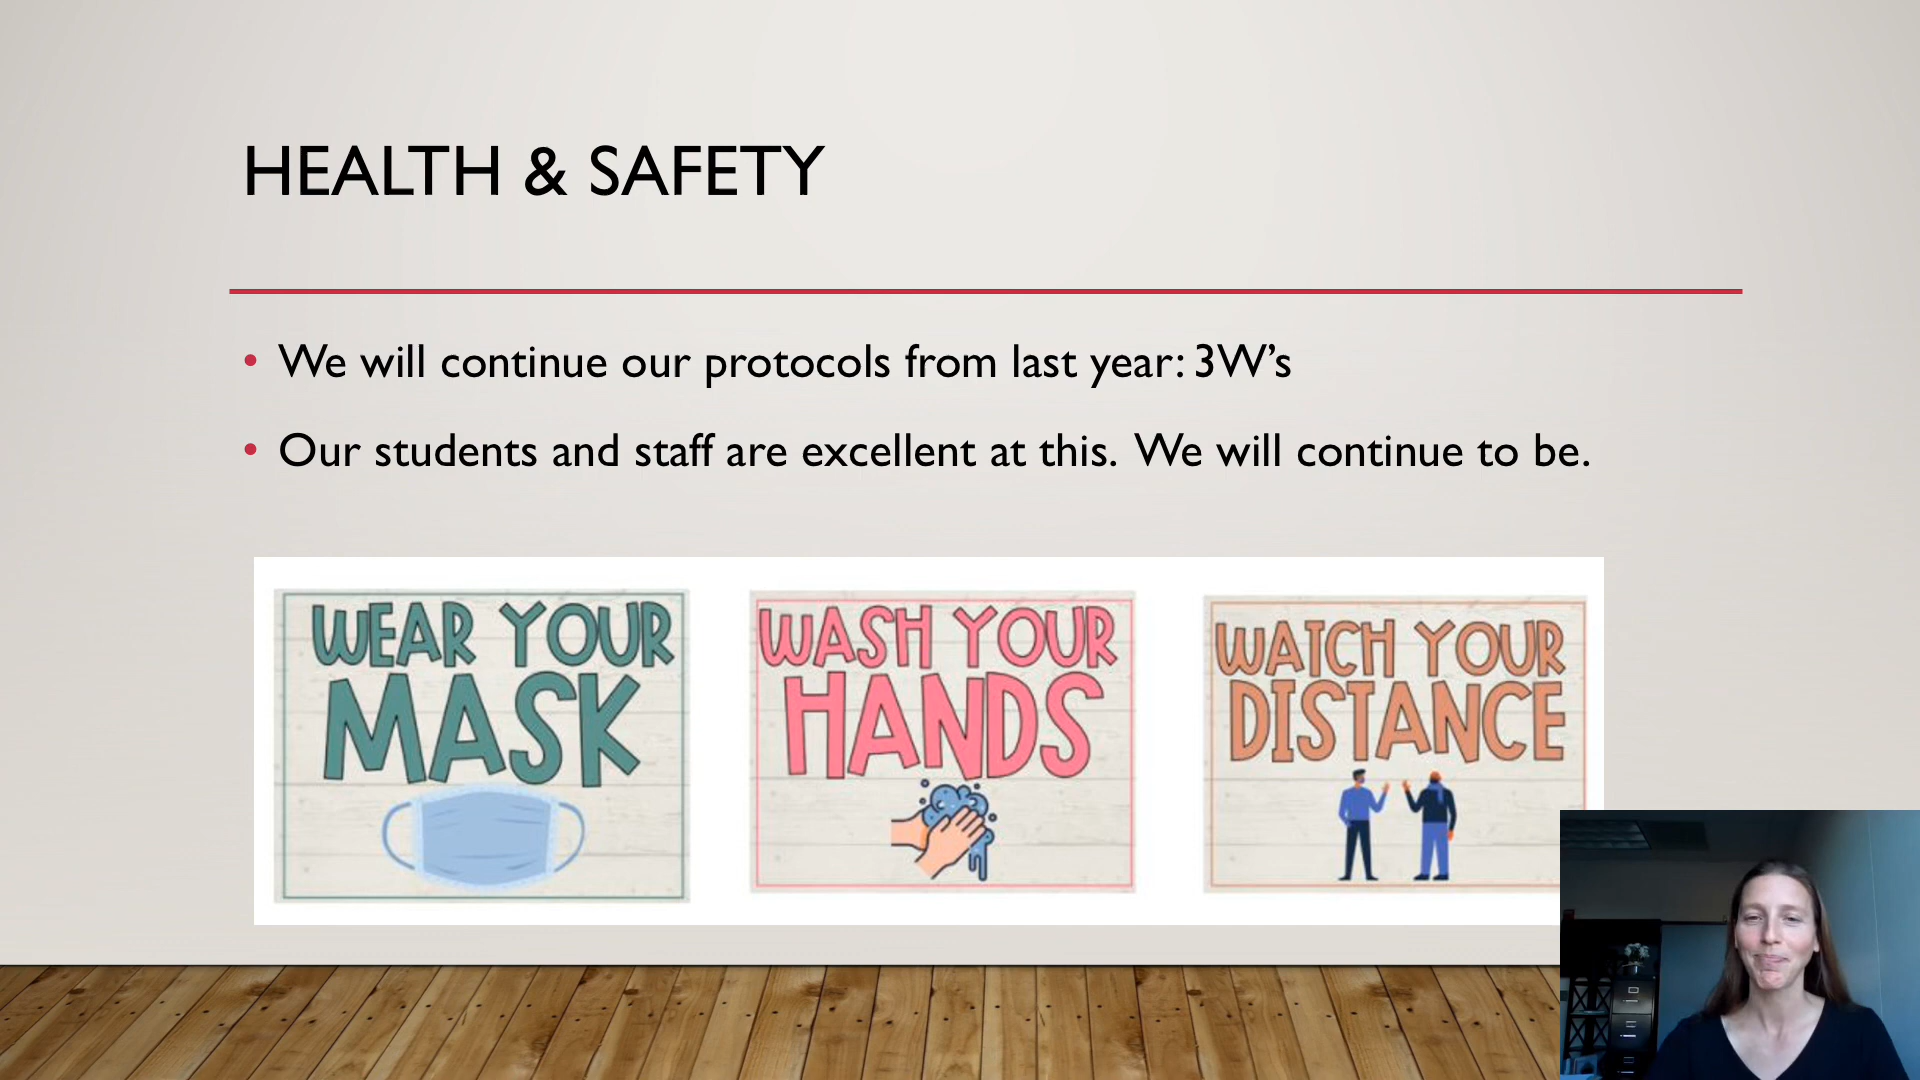 HEALTH & SAFETY
• We will continue our protocols from last year: 3W's
• Our students and staff are excellent at this. We will continue to be.
WEAR YOUR
MASK
WASH YOUR
HANDS
WATCH YOUR
DISTANCE